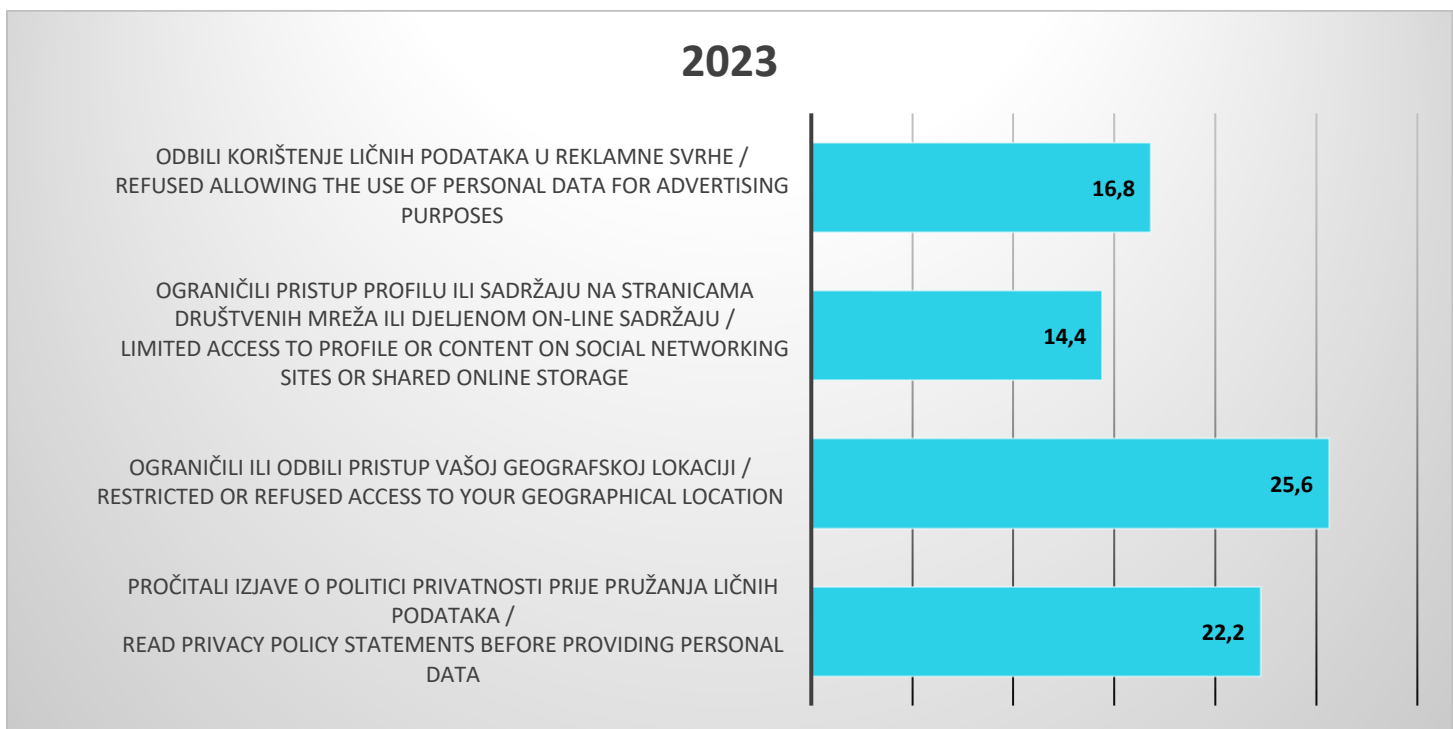 2023
ODBILI KORIŠTENJE LIČNIH PODATAKA U REKLAMNE SVRHE /
REFUSED ALLOWING THE USE OF PERSONAL DATA FOR ADVERTISING
PURPOSES
16,8
OGRANIČILI PRISTUP PROFILU ILI SADRŽAJU NA STRANICAMA
DRUŠTVENIH MREŽA ILI DJELJENOM ON-LINE SADRŽAJU /
LIMITED ACCESS TO PROFILE OR CONTENT ON SOCIAL NETWORKING
SITES OR SHARED ONLINE STORAGE
14,4
OGRANIČILI ILI ODBILI PRISTUP VAŠOJ GEOGRAFSKOJ LOKACIJI /
RESTRICTED OR REFUSED ACCESS TO YOUR GEOGRAPHICAL LOCATION
25,6
PROČITALI IZJAVE O POLITICI PRIVATNOSTI PRIJE PRUŽANJA LIČNIH
PODATAKA /
READ PRIVACY POLICY STATEMENTS BEFORE PROVIDING PERSONAL
DATA
22,2